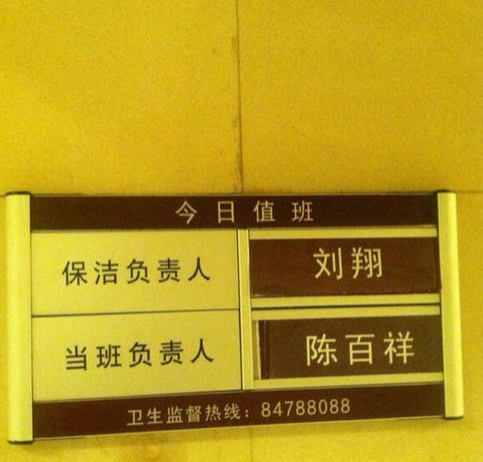 今日值班
保洁负责人 刘翔
当班负责人 陈百祥
卫生监督热线：84788088